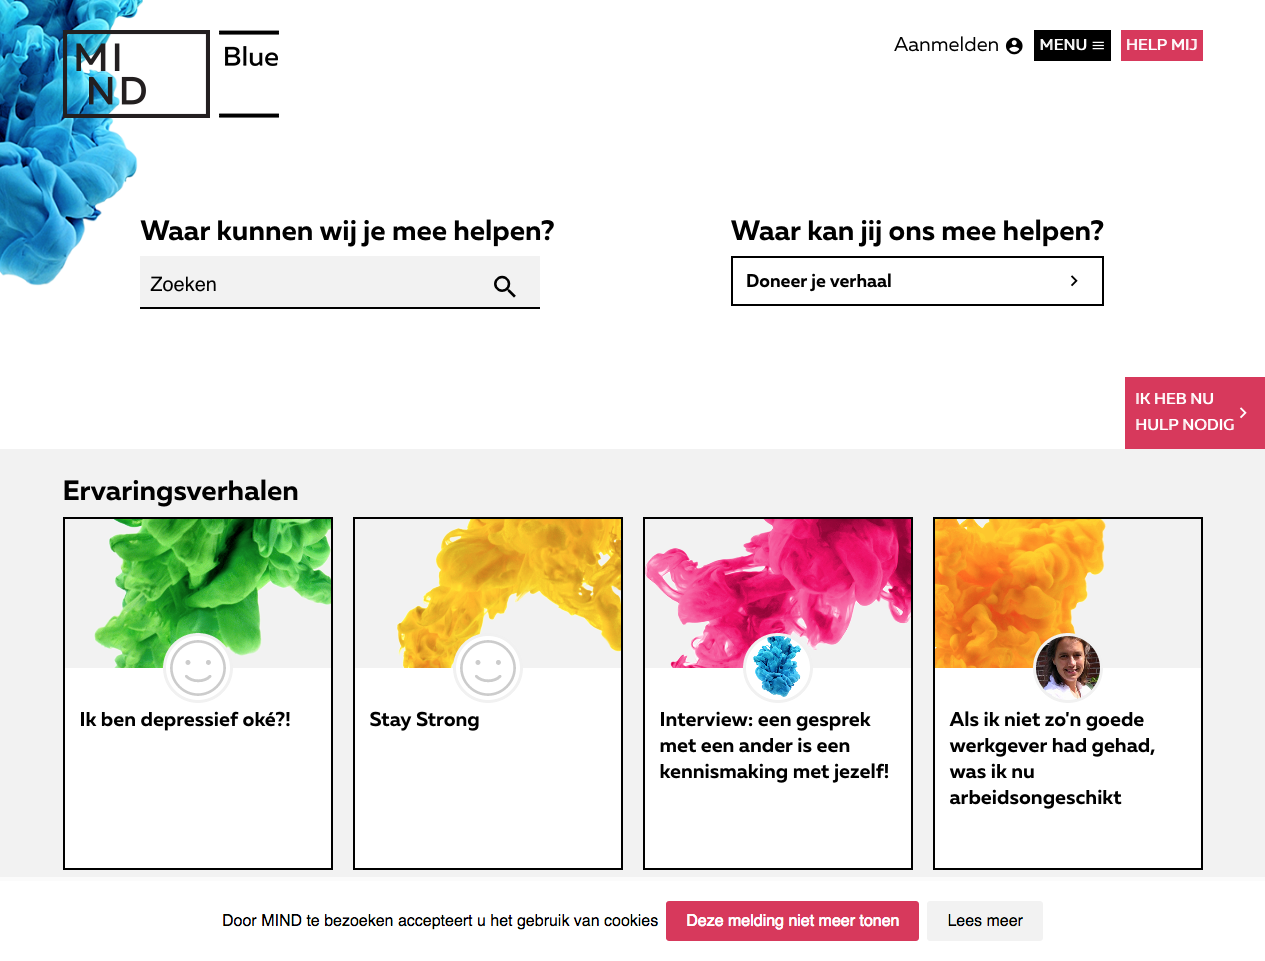 MI
ND
Blue
Aanmelden
MENU
HELP MIJ
Waar kunnen wij je mee helpen?
Zoeken
Waar kan jij ons mee helpen?
Doneer je verhaal
IK HEB NU
HULP NODIG
Ervaringsverhalen
Ik ben depressief oké?!
Stay Strong
Interview: een gesprek
met een ander is een
kennismaking met jezelf!
Als ik niet zo'n goede
werkgever had gehad,
was ik nu
arbeidsongeschikt
Door MIND te bezoeken accepteert u het gebruik van cookies
Deze melding niet meer tonen
Lees meer